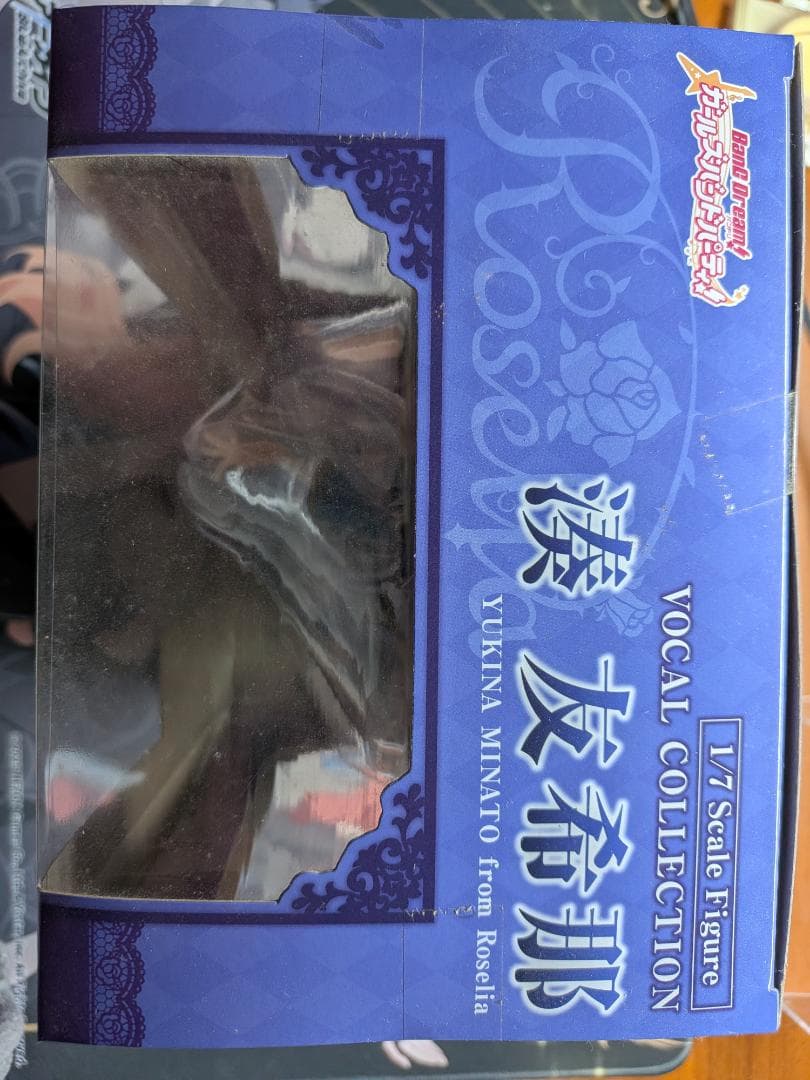 BanG Dream!
ガールズバンドパーティ!
Roselia
1/7 Scale Figure
VOCAL COLLECTION
湊 友希那
YUKINA MINATO from Roselia